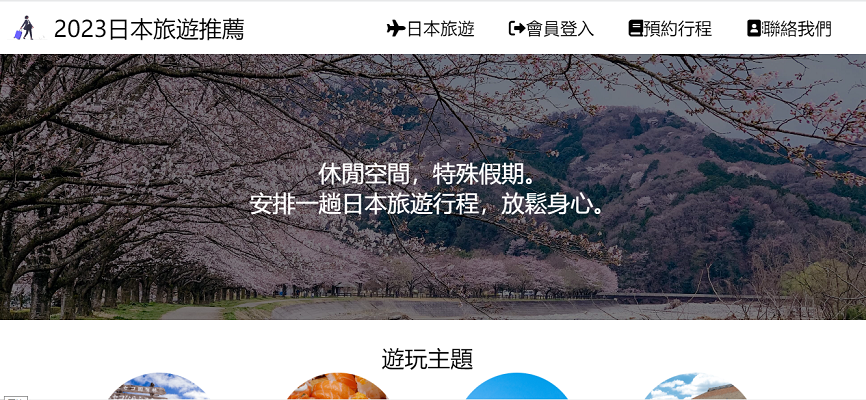 2023日本旅遊推薦
日本旅遊
會員登入
預約行程
聯絡我們
休閒空間，特殊假期。
安排一趟日本旅遊行程，放鬆身心。
遊玩主題